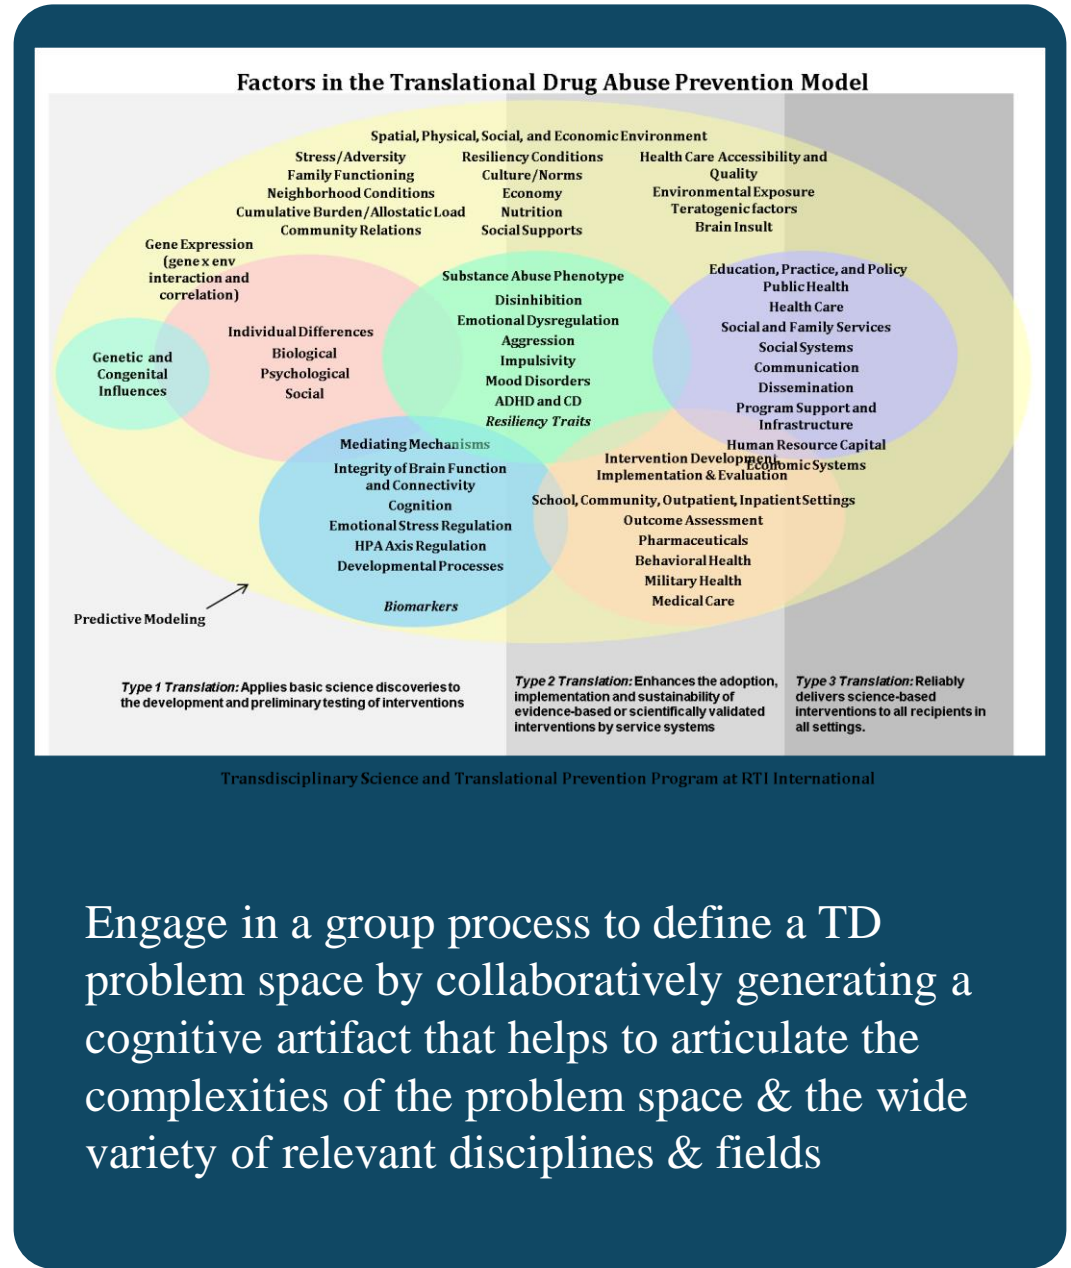 Factors in the Translational Drug Abuse Prevention Model
Spatial, Physical, Social, and Economic Environment
Stress/Adversity
Family Functioning
Neighborhood Conditions
Cumulative Burden/Allostatic Load
Community Relations
Resiliency Conditions
Culture/Norms
Economy
Nutrition
Social Supports
Health Care Accessibility and
Quality
Environmental Exposure
Teratogenic factors
Brain Insult
Gene Expression
(gene x env
interaction and
correlation)
Genetic and
Congenital
Influences
Individual Differences
Biological
Psychological
Social
Substance Abuse Phenotype
Disinhibition
Emotional Dysregulation
Aggression
Impulsivity
Mood Disorders
ADHD and CD
Resiliency Traits
Education, Practice, and Policy
Public Health
Health Care
Social and Family Services
Social Systems
Communication
Dissemination
Program Support and
Infrastructure
Human Resource Capital
Economic Systems
Mediating Mechanisms
Integrity of Brain Function
and Connectivity
Cognition
Emotional Stress Regulation
HPA Axis Regulation
Developmental Processes
Biomarkers
Intervention Development,
Implementation & Evaluation
School, Community, Outpatient, Inpatient Settings
Outcome Assessment
Pharmaceuticals
Behavioral Health
Military Health
Medical Care
Predictive Modeling
Type 1 Translation: Applies basic science discoveries to
the development and preliminary testing of interventions
Type 2 Translation: Enhances the adoption,
implementation and sustainability of
evidence-based or scientifically validated
interventions by service systems
Type 3 Translation: Reliably
delivers science-based
interventions to all recipients in
all settings.
Transdisciplinary Science and Translational Prevention Program at RTI International
Engage in a group process to define a TD
problem space by collaboratively generating a
cognitive artifact that helps to articulate the
complexities of the problem space & the wide
variety of relevant disciplines & fields